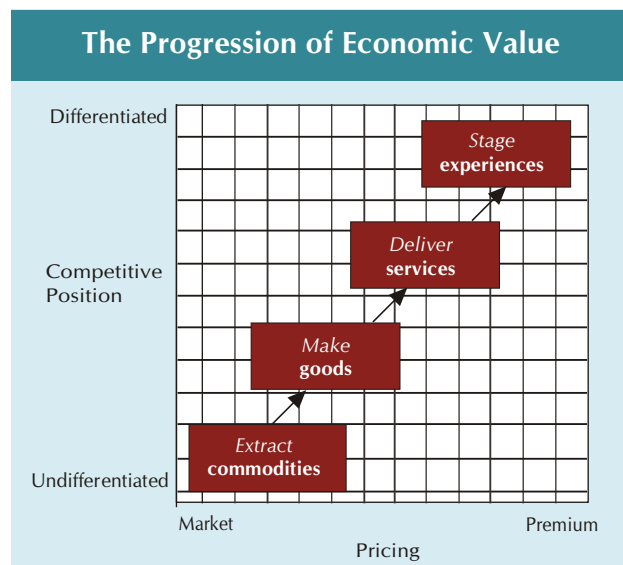 The Progression of Economic Value
Differentiated
Stage
experiences
Deliver
services
Competitive
Position
Make
goods
Extract
commodities
Undifferentiated
Market
Premium
Pricing